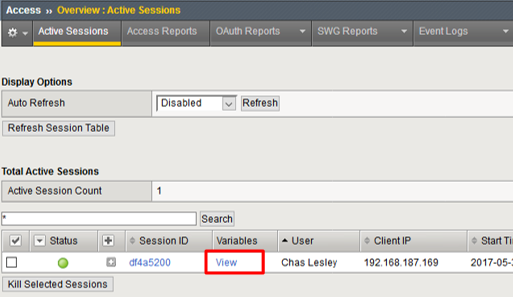 Access ›› Overview : Active Sessions
Active Sessions Access Reports OAuth Reports SWG Reports Event Logs
Display Options
Auto Refresh Disabled Refresh
Refresh Session Table
Total Active Sessions
Active Session Count 1
* Search
Status Session ID Variables User Client IP Start Ti
df4a5200 View Chas Lesley 192.168.187.169 2017-05-
Kill Selected Sessions